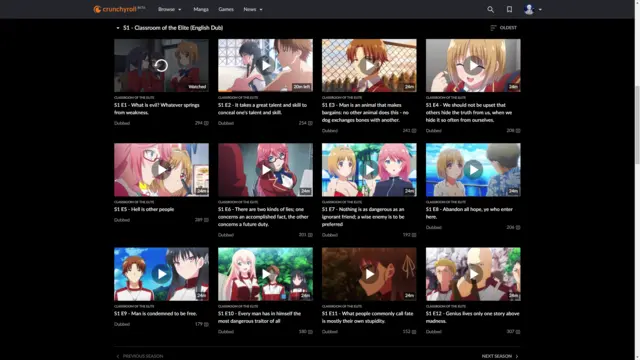 crunchyroll BETA
Browse
Manga
Games
News
S1 - Classroom of the Elite (English Dub)
OLDEST
Watched
20m left
24m
24m
CLASSROOM OF THE ELITE
CLASSROOM OF THE ELITE
CLASSROOM OF THE ELITE
CLASSROOM OF THE ELITE
S1 E1 - What is evil? Whatever springs
from weakness.
S1 E2 - It takes a great talent and skill to
conceal one's talent and skill.
S1 E3 - Man is an animal that makes
bargains: no other animal does this - no
dog exchanges bones with another.
S1 E4 - We should not be upset that
others hide the truth from us, when we
hide it so often from ourselves.
Dubbed
294
Dubbed
254
Dubbed
Dubbed
208
24m
24m
24m
24m
CLASSROOM OF THE ELITE
CLASSROOM OF THE ELITE
CLASSROOM OF THE ELITE
CLASSROOM OF THE ELITE
S1 E5 - Hell is other people
S1 E6 - There are two kinds of lies; one
concerns an accomplished fact, the other
concerns a future duty.
S1 E7 - Nothing is as dangerous as an
ignorant friend; a wise enemy is to be
preferred
S1 E8 - Abandon all hope, ye who enter
here.
Dubbed
Dubbed
301
Dubbed
193
Dubbed
206
24m
24m
24m
24m
CLASSROOM OF THE ELITE
CLASSROOM OF THE ELITE
CLASSROOM OF THE ELITE
CLASSROOM OF THE ELITE
S1 E9 - Man is condemned to be free.
S1 E10 - Every man has in himself the
most dangerous traitor of all
S1 E11 - What people commonly call fate
is mostly their own stupidity.
S1 E12 - Genius lives only one story above
madness.
Dubbed
179
Dubbed
Dubbed
Dubbed
307
PREVIOUS SEASON
NEXT SEASON